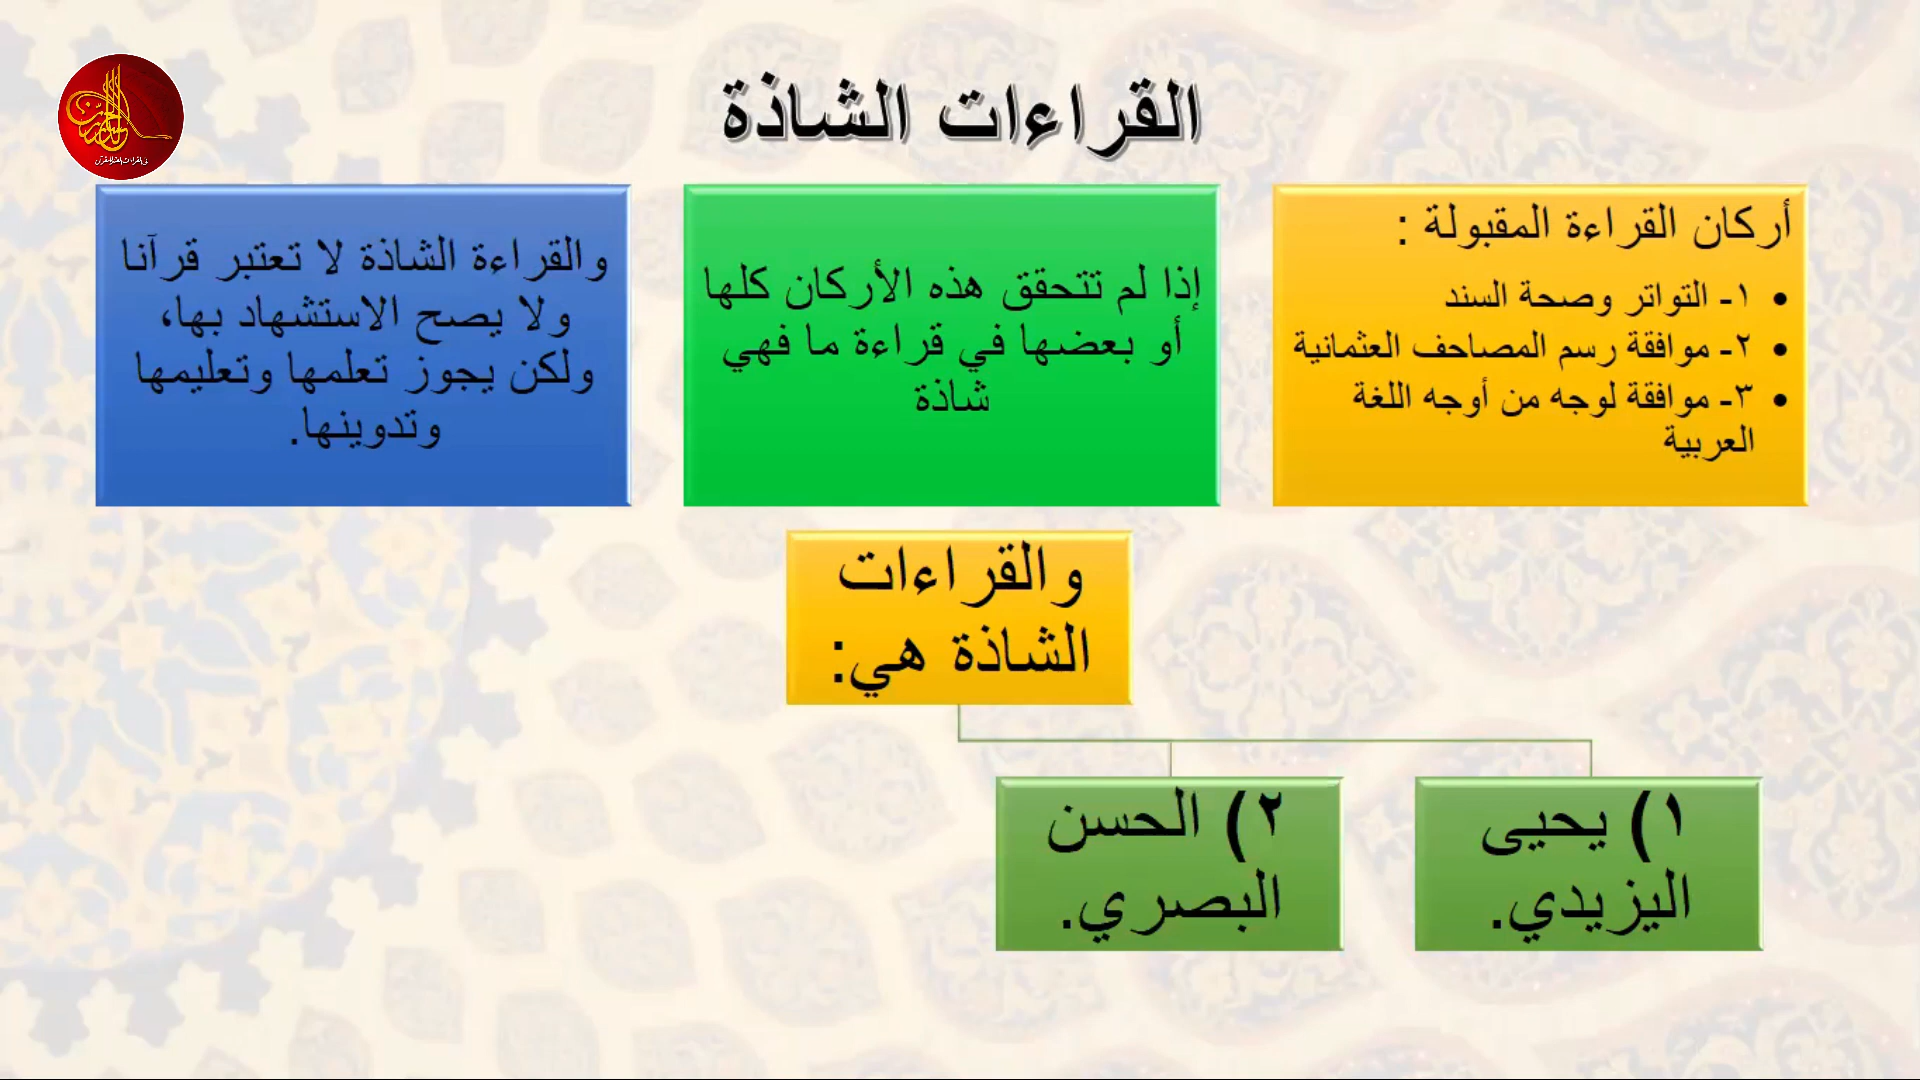 القراءات الشاذة
أركان القراءة المقبولة :
• ١- التواتر وصحة السند
• ٢- موافقة رسم المصاحف العثمانية
• ٣- موافقة لوجه من أوجه اللغة
العربية
إذا لم تتحقق هذه الأركان كلها
أو بعضها في قراءة ما فهي
شاذة
والقراءة الشاذة لا تعتبر قرآنا
ولا يصح الاستشهاد بها،
ولكن يجوز تعلمها وتعليمها
وتدوينها.
والقراءات
الشاذة هي:
١) يحيى
اليزيدي.
٢) الحسن
البصري.